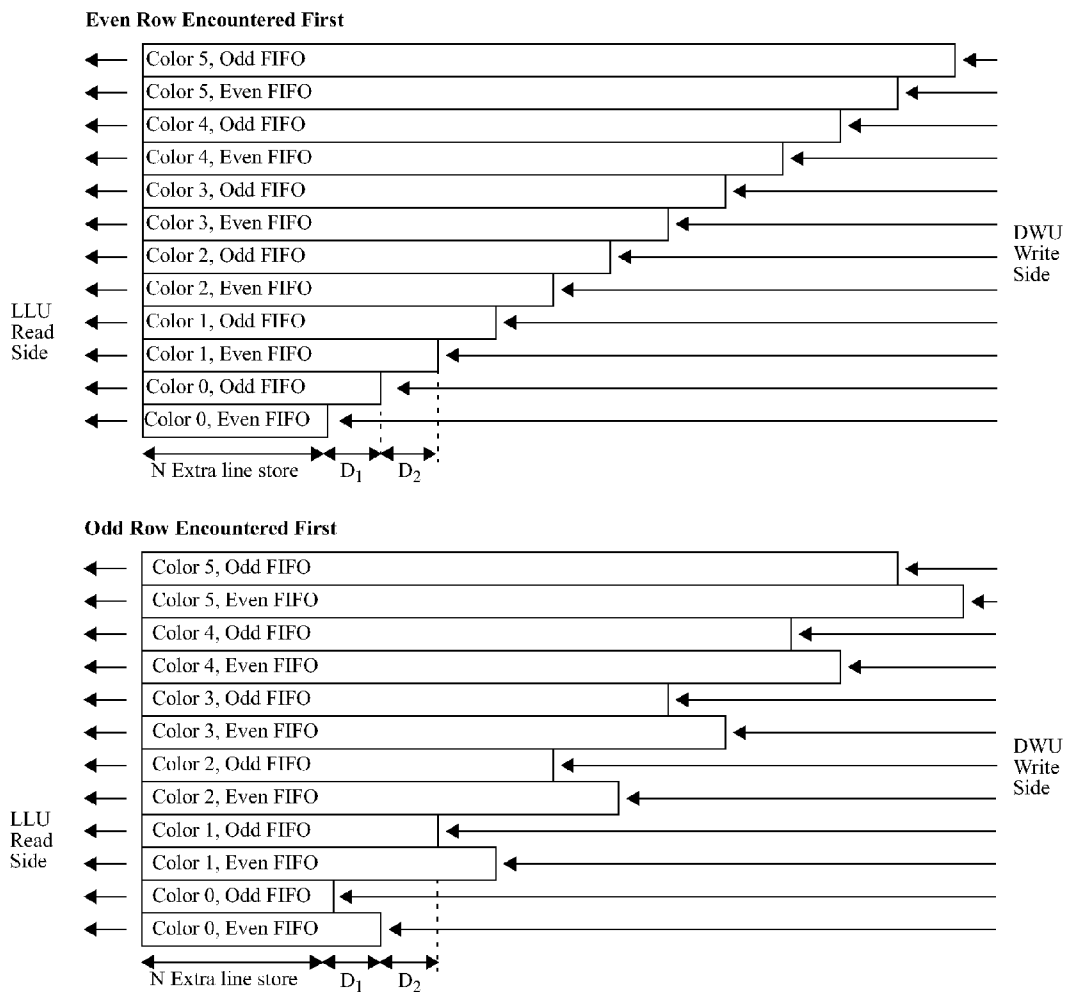 Even Row Encountered First
Color 5, Odd FIFO
Color 5, Even FIFO
Color 4, Odd FIFO
Color 4, Even FIFO
Color 3, Odd FIFO
Color 3, Even FIFO
Color 2, Odd FIFO
Color 2, Even FIFO
Color 1, Odd FIFO
Color 1, Even FIFO
Color 0, Odd FIFO
Color 0, Even FIFO
LLU
Read
Side
DWU
Write
Side
N Extra line store D₁ D₂
Odd Row Encountered First
Color 5, Odd FIFO
Color 5, Even FIFO
Color 4, Odd FIFO
Color 4, Even FIFO
Color 3, Odd FIFO
Color 3, Even FIFO
Color 2, Odd FIFO
Color 2, Even FIFO
Color 1, Odd FIFO
Color 1, Even FIFO
Color 0, Odd FIFO
Color 0, Even FIFO
LLU
Read
Side
DWU
Write
Side
N Extra line store D₁ D₂